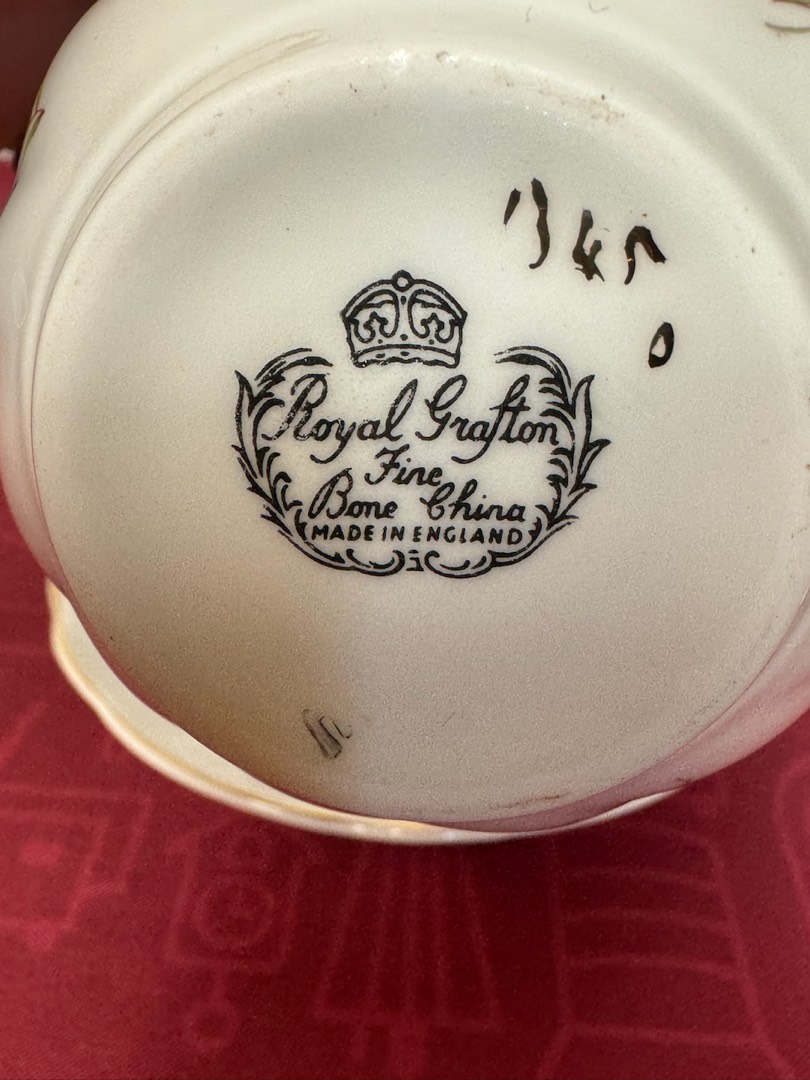 Royal Grafton
Fine
Bone China
MADE IN ENGLAND